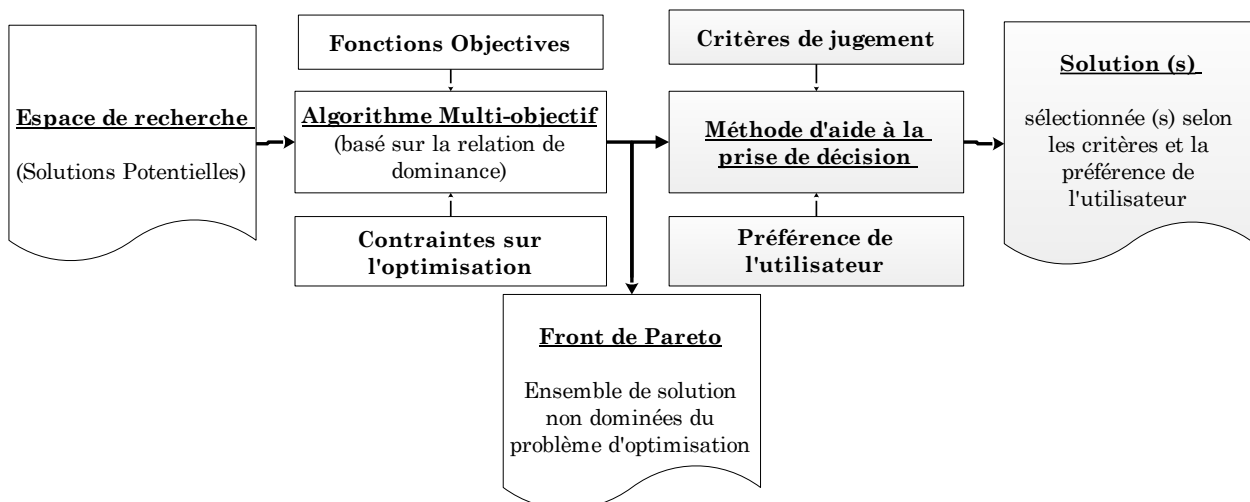 Espace de recherche
(Solutions Potentielles)
Fonctions Objectives
Algorithme Multi-objectif
(basé sur la relation de
dominance)
Contraintes sur
l'optimisation
Front de Pareto
Ensemble de solution
non dominées du
problème d'optimisation
Critères de jugement
Méthode d'aide à la
prise de décision
Préférence de
l'utilisateur
Solution (s)
sélectionnée (s) selon
les critères et la
préférence de
l'utilisateur